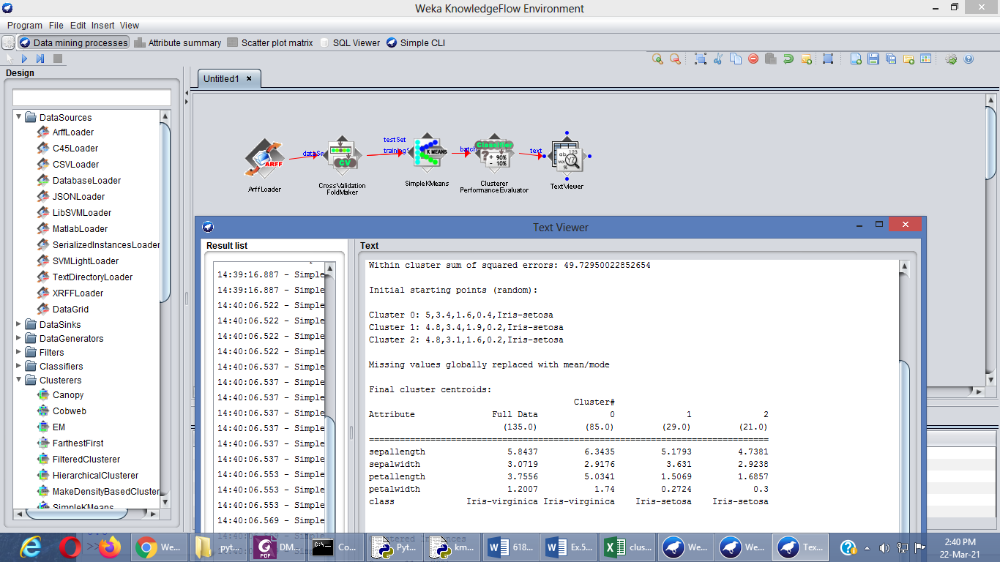 Weka KnowledgeFlow Environment
Program File Edit Insert View
Data mining processes Attribute summary Scatter plot matrix SQL Viewer Simple CLI
Design
Untitled1
DataSources
ArffLoader
C45Loader
CSVLoader
DatabaseLoader
JSONLoader
LibSVMLoader
MatlabLoader
SerializedInstancesLoader
SVMLightLoader
TextDirectoryLoader
XRFFLoader
DataGrid
DataSinks
DataGenerators
Filters
Classifiers
Clusterers
Canopy
Cobweb
EM
FarthestFirst
FilteredClusterer
HierarchicalClusterer
MakeDensityBasedCluster
SimpleKMeans
dataSe
testSet
trainingS
batch
text
ARFF
CV
K MEANS
Classifier
? + 90%
- 10%
ArffLoader
CrossValidation
FoldMaker
SimpleKMeans
Clusterer
PerformanceEvaluator
TextViewer
Text Viewer
Result list
14:39:16.887 - Simple
14:39:16.887 - Simple
14:40:06.522 - Simple
14:40:06.522 - Simple
14:40:06.522 - Simple
14:40:06.522 - Simple
14:40:06.537 - Simple
14:40:06.537 - Simple
14:40:06.537 - Simple
14:40:06.537 - Simple
14:40:06.537 - Simple
14:40:06.537 - Simple
14:40:06.537 - Simple
14:40:06.553 - Simple
14:40:06.553 - Simple
14:40:06.553 - Simple
14:40:06.569 - Simple
Text
Within cluster sum of squared errors: 49.72950022852654
Initial starting points (random):
Cluster 0: 5,3.4,1.6,0.4,Iris-setosa
Cluster 1: 4.8,3.4,1.9,0.2,Iris-setosa
Cluster 2: 4.8,3.1,1.6,0.2,Iris-setosa
Missing values globally replaced with mean/mode
Final cluster centroids:
Cluster#
Attribute Full Data 0 1 2
(135.0) (85.0) (29.0) (21.0)
==============================================================================
sepallength 5.8437 6.3435 5.1793 4.7381
sepalwidth 3.0719 2.9176 3.631 2.9238
petallength 3.7556 5.0341 1.5069 1.6857
petalwidth 1.2007 1.74 0.2724 0.3
class Iris-virginica Iris-virginica Iris-setosa Iris-setosa
We... pyt... DM... Co... Pyt... km... 618... Ex.5... clus... We... We... Tex...
2:40 PM
22-Mar-21